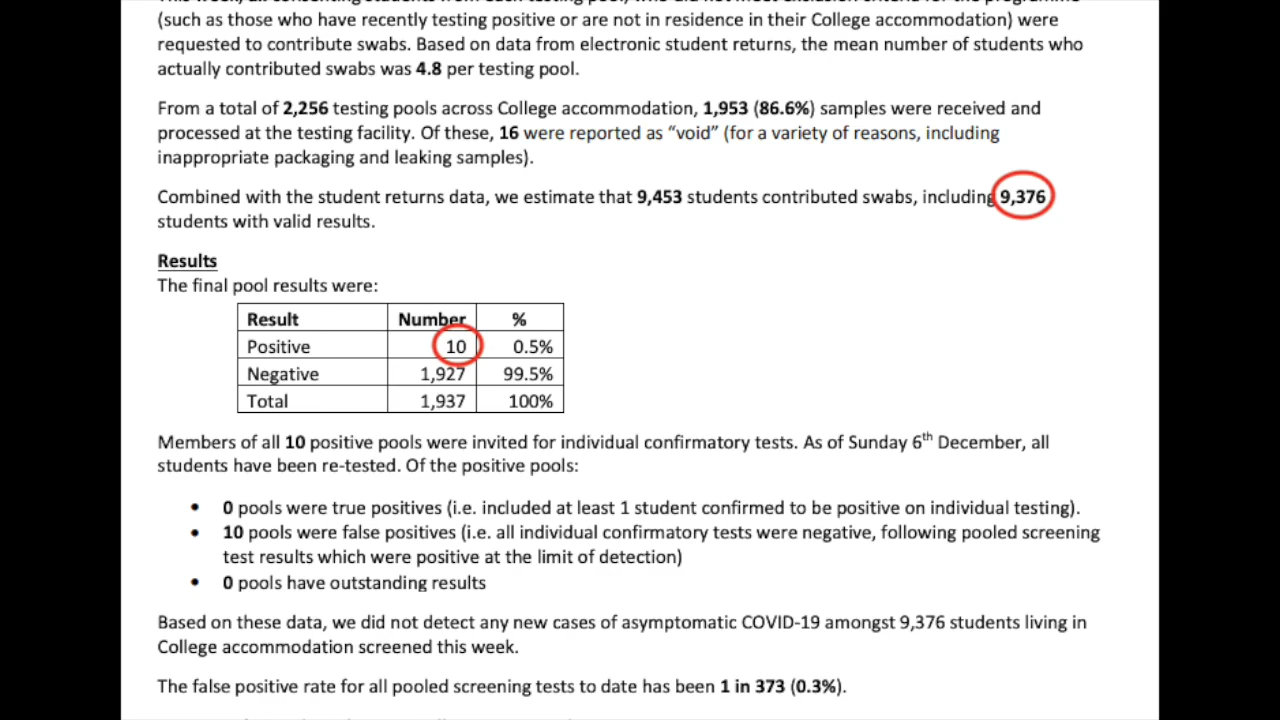 (such as those who have recently testing positive or are not in residence in their College accommodation) were
requested to contribute swabs. Based on data from electronic student returns, the mean number of students who
actually contributed swabs was 4.8 per testing pool.
From a total of 2,256 testing pools across College accommodation, 1,953 (86.6%) samples were received and
processed at the testing facility. Of these, 16 were reported as “void” (for a variety of reasons, including
inappropriate packaging and leaking samples).
Combined with the student returns data, we estimate that 9,453 students contributed swabs, including 9,376
students with valid results.
Results
The final pool results were:
Result Number %
Positive 10 0.5%
Negative 1,927 99.5%
Total 1,937 100%
Members of all 10 positive pools were invited for individual confirmatory tests. As of Sunday 6th December, all
students have been re-tested. Of the positive pools:
• 0 pools were true positives (i.e. included at least 1 student confirmed to be positive on individual testing).
• 10 pools were false positives (i.e. all individual confirmatory tests were negative, following pooled screening
test results which were positive at the limit of detection)
• 0 pools have outstanding results
Based on these data, we did not detect any new cases of asymptomatic COVID-19 amongst 9,376 students living in
College accommodation screened this week.
The false positive rate for all pooled screening tests to date has been 1 in 373 (0.3%).